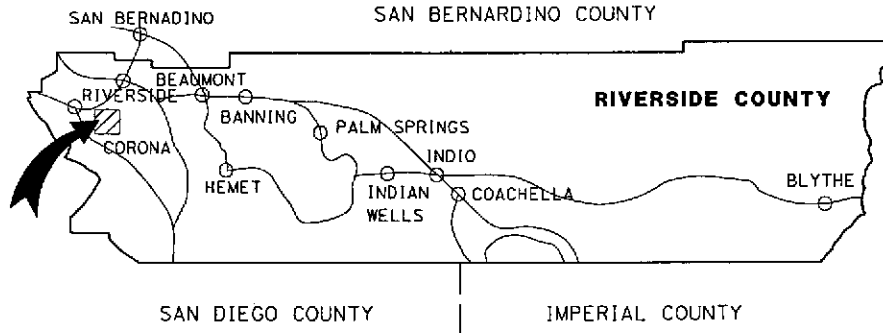 SAN BERNARDINO COUNTY
SAN BERNADINO
BEAUMONT
RIVERSIDE
RIVERSIDE COUNTY
BANNING
PALM SPRINGS
CORONA
INDIO
HEMET
INDIAN
WELLS
COACHELLA
BLYTHE
SAN DIEGO COUNTY
IMPERIAL COUNTY